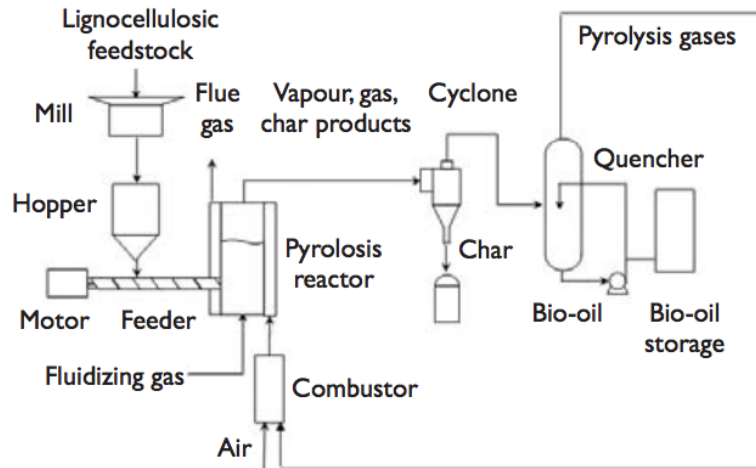 Lignocellulosic
feedstock
Pyrolysis gases
Mill
Flue
gas
Vapour, gas,
char products
Cyclone
Quencher
Hopper
Pyrolosis
reactor
Char
Motor
Feeder
Bio-oil
Bio-oil
storage
Fluidizing gas
Combustor
Air